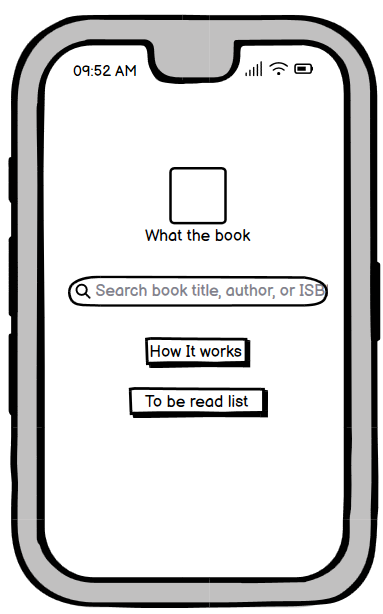 09:52 AM
What the book
Search book title, author, or ISB
How It works
To be read list